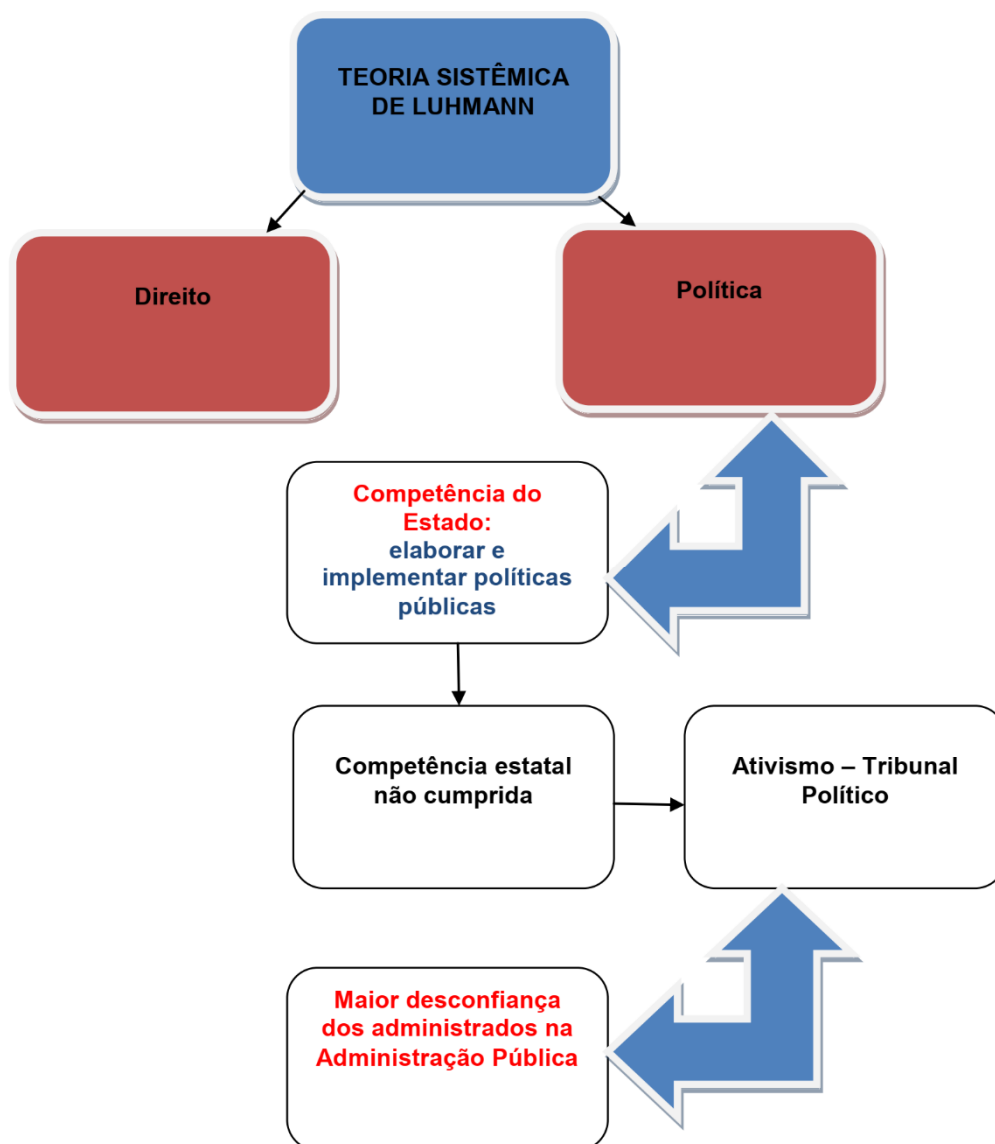 TEORIA SISTÊMICA
DE LUHMANN
Direito
Política
Competência do
Estado:
elaborar e
implementar políticas
públicas
Competência estatal
não cumprida
Ativismo – Tribunal
Político
Maior desconfiança
dos administrados na
Administração Pública